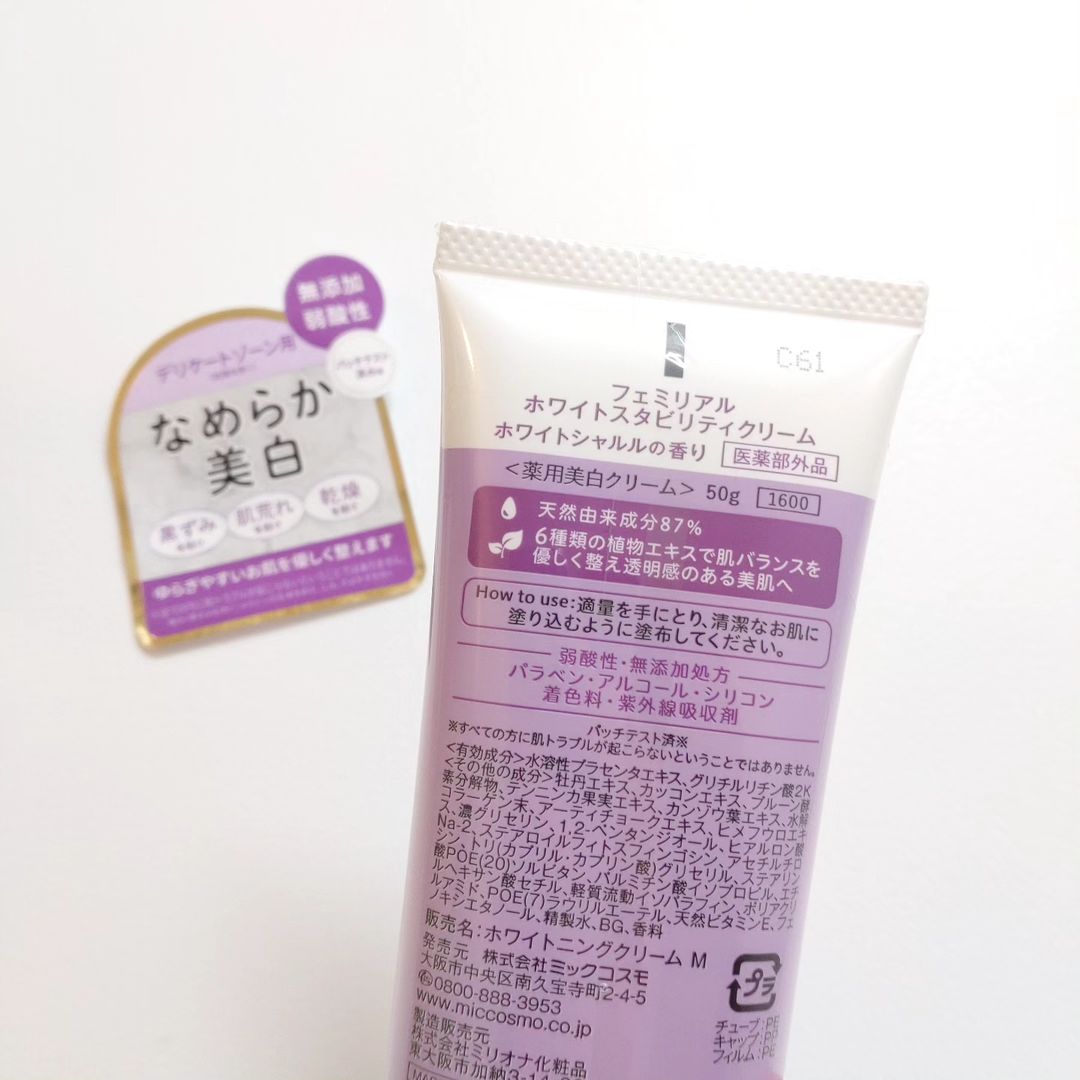 無添加
弱酸性
デリケートゾーン用
パッチテスト
済み※
なめらか
美白
黒ずみ
を防ぐ
肌荒れ
を防ぐ
乾燥
を防ぐ
ゆらぎやすいお肌を優しく整えます
C61
フェミリアル
ホワイトスタビリティクリーム
ホワイトシャルルの香り 医薬部外品
<薬用美白クリーム> 50g 1600
天然由来成分87%
6種類の植物エキスで肌バランスを
優しく整え透明感のある美肌へ
How to use:適量を手にとり、清潔なお肌に
塗り込むように塗布してください。
弱酸性・無添加処方
パラベン・アルコール・シリコン
着色料・紫外線吸収剤
パッチテスト済※
※すべての方に肌トラブルが起こらないということではありません。
<有効成分>水溶性プラセンタエキス、グリチルリチン酸2K
<その他の成分>牡丹エキス、カッコンエキス、プルーン酵
素分解物、テンニンカ果実エキス、カンゾウ葉エキス、水解
コラーゲン末、アーティチョークエキス、ヒメフウロエキ
ス、濃グリセリン、1,2-ペンタンジオール、ヒアルロン酸
Na-2、ステアロイルフィトスフィンゴシン、アセチルチロ
シン、トリ(カプリル・カプリン酸)グリセリル、ステアリン
酸POE(20)ソルビタン、パルミチン酸イソプロピル、エチ
ルヘキサン酸セチル、軽質流動イソパラフィン、ポリアクリ
ルアミド、POE(7)ラウリルエーテル、天然ビタミンE、フェ
ノキシエタノール、精製水、BG、香料
販売名:ホワイトニングクリーム M
発売元 株式会社ミックコスモ
大阪市中央区南久宝寺町2-4-5
0800-888-3953
www.miccosmo.co.jp
製造販売元
株式会社ミリオナ化粧品
東大阪市加納3-14-
プラ
チューブ:PE
キャップ:PP
フィルム:PE